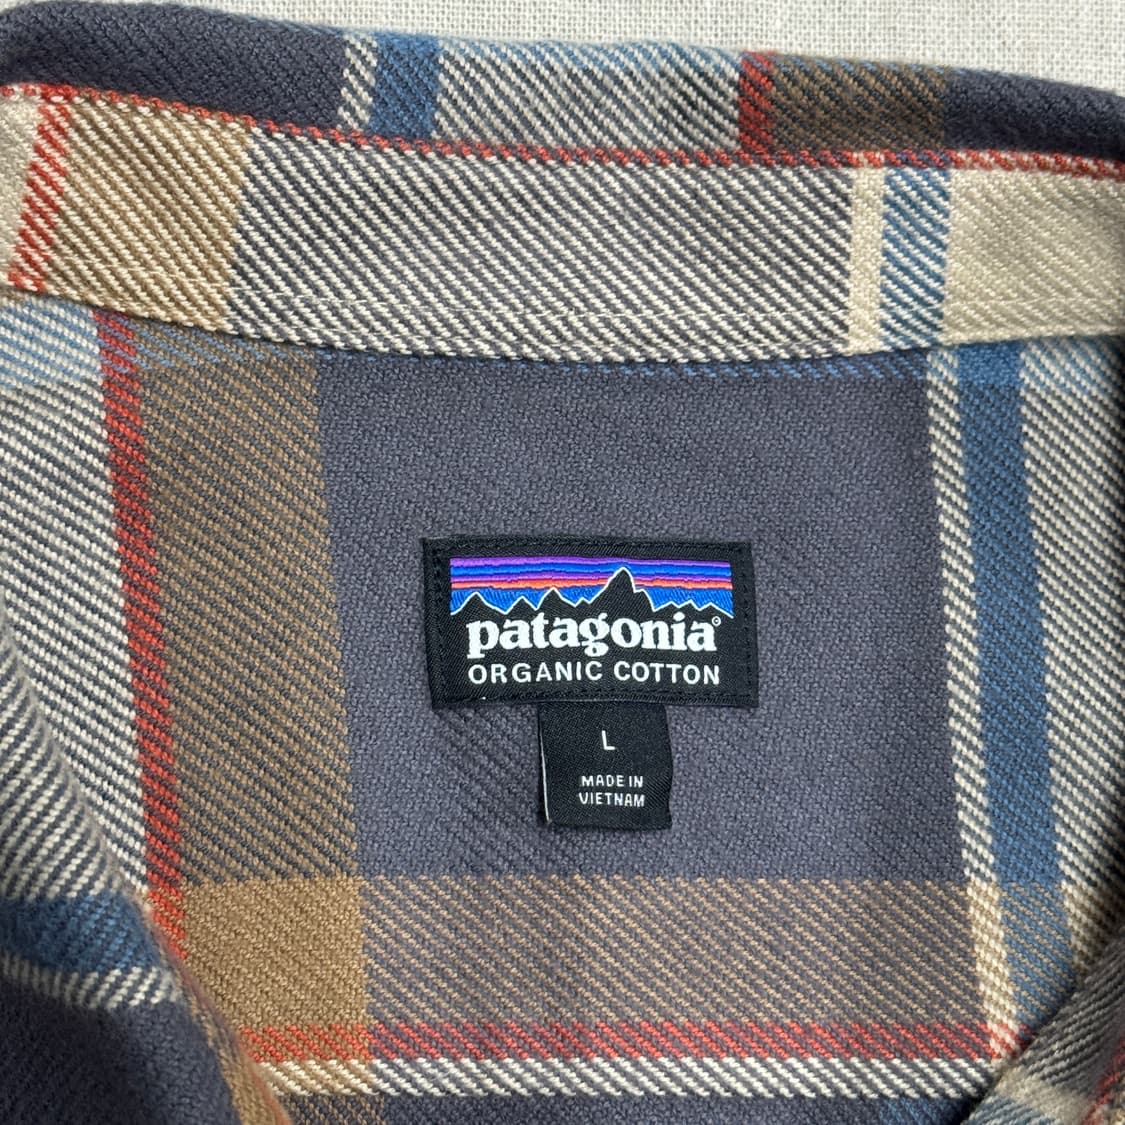 patagonia®
ORGANIC COTTON
L
MADE IN
VIETNAM